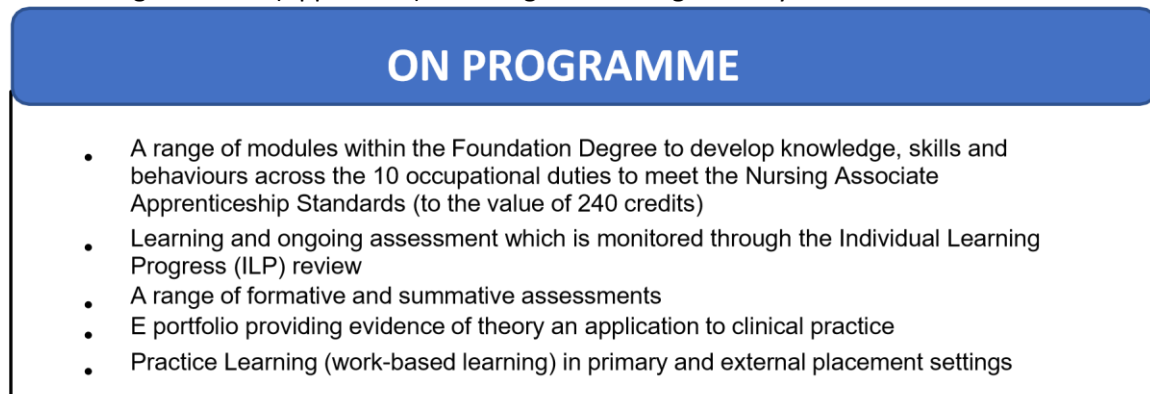 ON PROGRAMME
• A range of modules within the Foundation Degree to develop knowledge, skills and
behaviours across the 10 occupational duties to meet the Nursing Associate
Apprenticeship Standards (to the value of 240 credits)
• Learning and ongoing assessment which is monitored through the Individual Learning
Progress (ILP) review
• A range of formative and summative assessments
• E portfolio providing evidence of theory an application to clinical practice
• Practice Learning (work-based learning) in primary and external placement settings